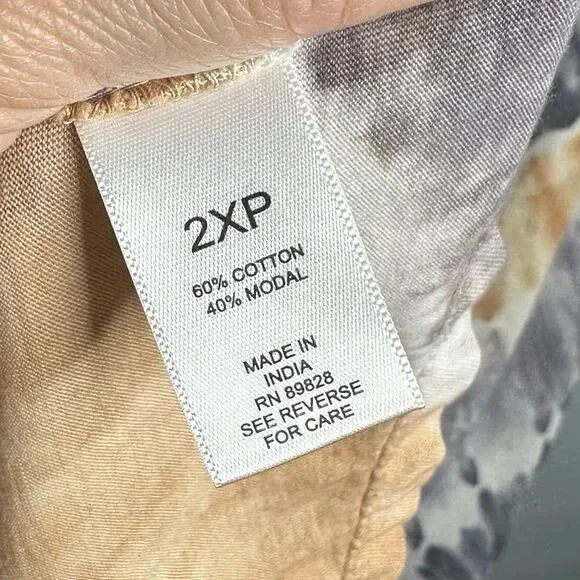 2XP
60% COTTON
40% MODAL
MADE IN
INDIA
RN 89828
SEE REVERSE
FOR CARE